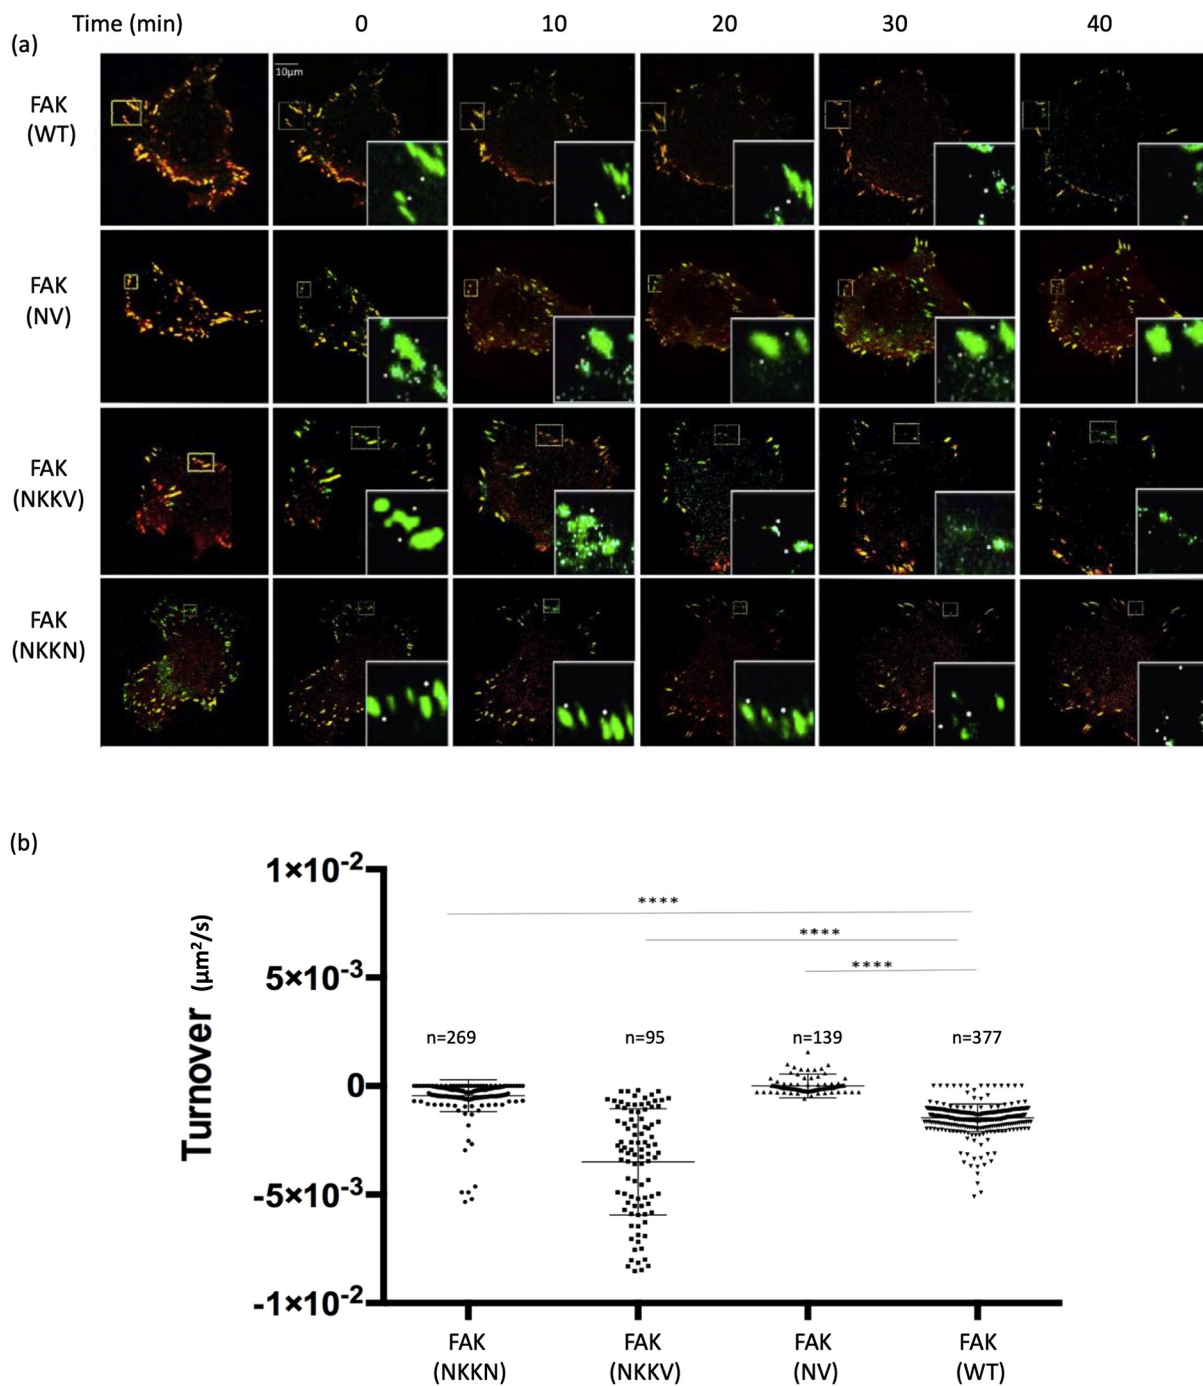 Time (min) 0 10 20 30 40
(a)
FAK
(WT)
10µm
FAK
(NV)
FAK
(NKKV)
FAK
(NKKN)
(b)
1×10-2
5×10-3
0
-5×10-3
-1×10-2
Turnover (µm²/s)
****
****
****
n=269 n=95 n=139 n=377
FAK FAK FAK FAK
(NKKN) (NKKV) (NV) (WT)